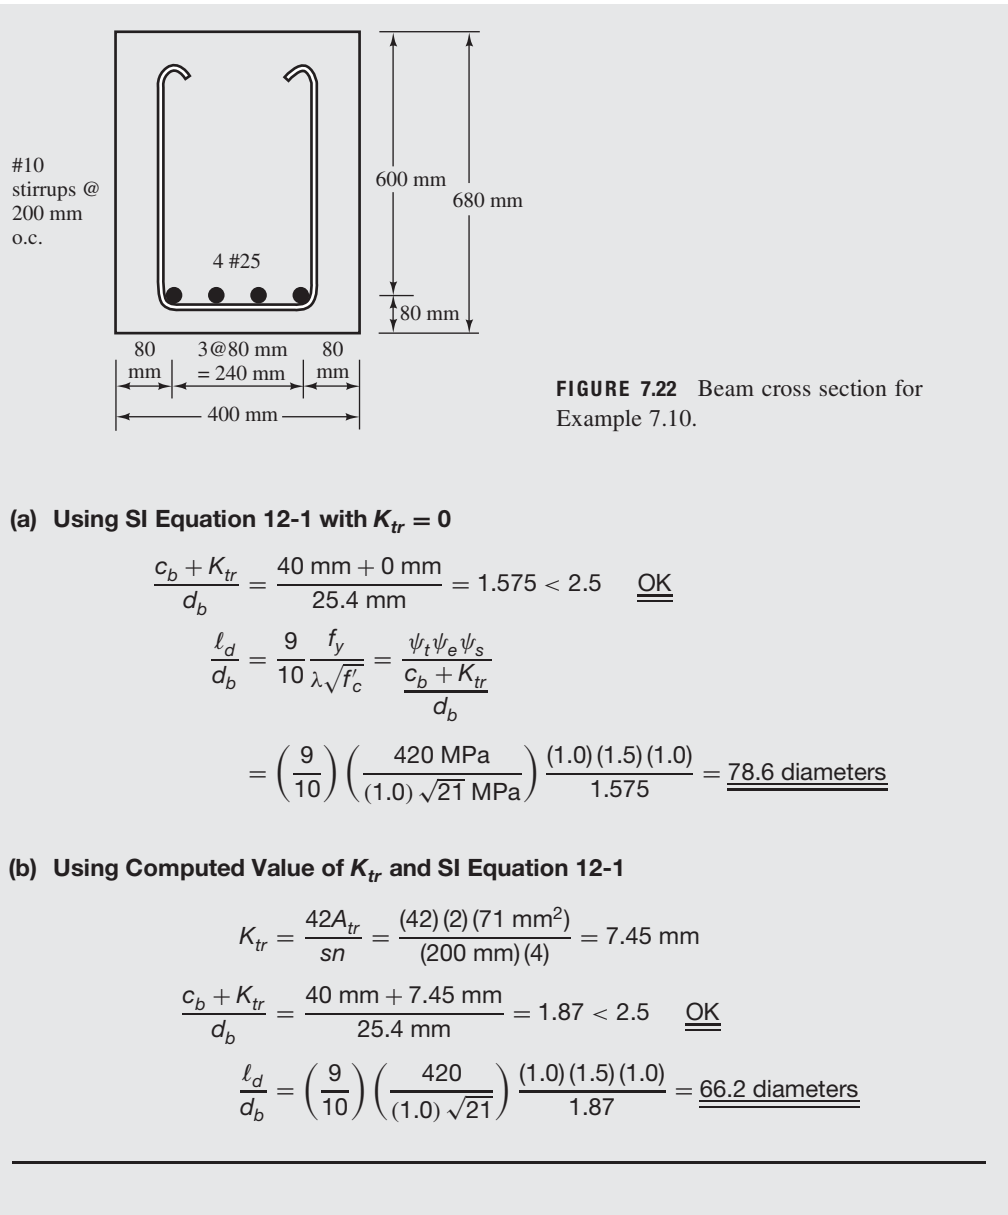 #10
stirrups @
200 mm
o.c.
4 #25
600 mm
680 mm
80 mm
80
mm
3@80 mm
= 240 mm
80
mm
400 mm
FIGURE 7.22 Beam cross section for
Example 7.10.
(a) Using SI Equation 12-1 with K_tr = 0
(c_b + K_tr)/d_b = (40 mm + 0 mm)/(25.4 mm) = 1.575 < 2.5 OK
ℓ_d/d_b = 9/10 f_y/(λ√f′_c) = ψ_tψ_eψ_s/((c_b + K_tr)/d_b)
= (9/10) (420 MPa/((1.0) √21 MPa)) (1.0)(1.5)(1.0)/1.575 = 78.6 diameters
(b) Using Computed Value of K_tr and SI Equation 12-1
K_tr = 42A_tr/sn = (42)(2)(71 mm²)/((200 mm)(4)) = 7.45 mm
(c_b + K_tr)/d_b = (40 mm + 7.45 mm)/(25.4 mm) = 1.87 < 2.5 OK
ℓ_d/d_b = (9/10) (420/((1.0) √21)) (1.0)(1.5)(1.0)/1.87 = 66.2 diameters